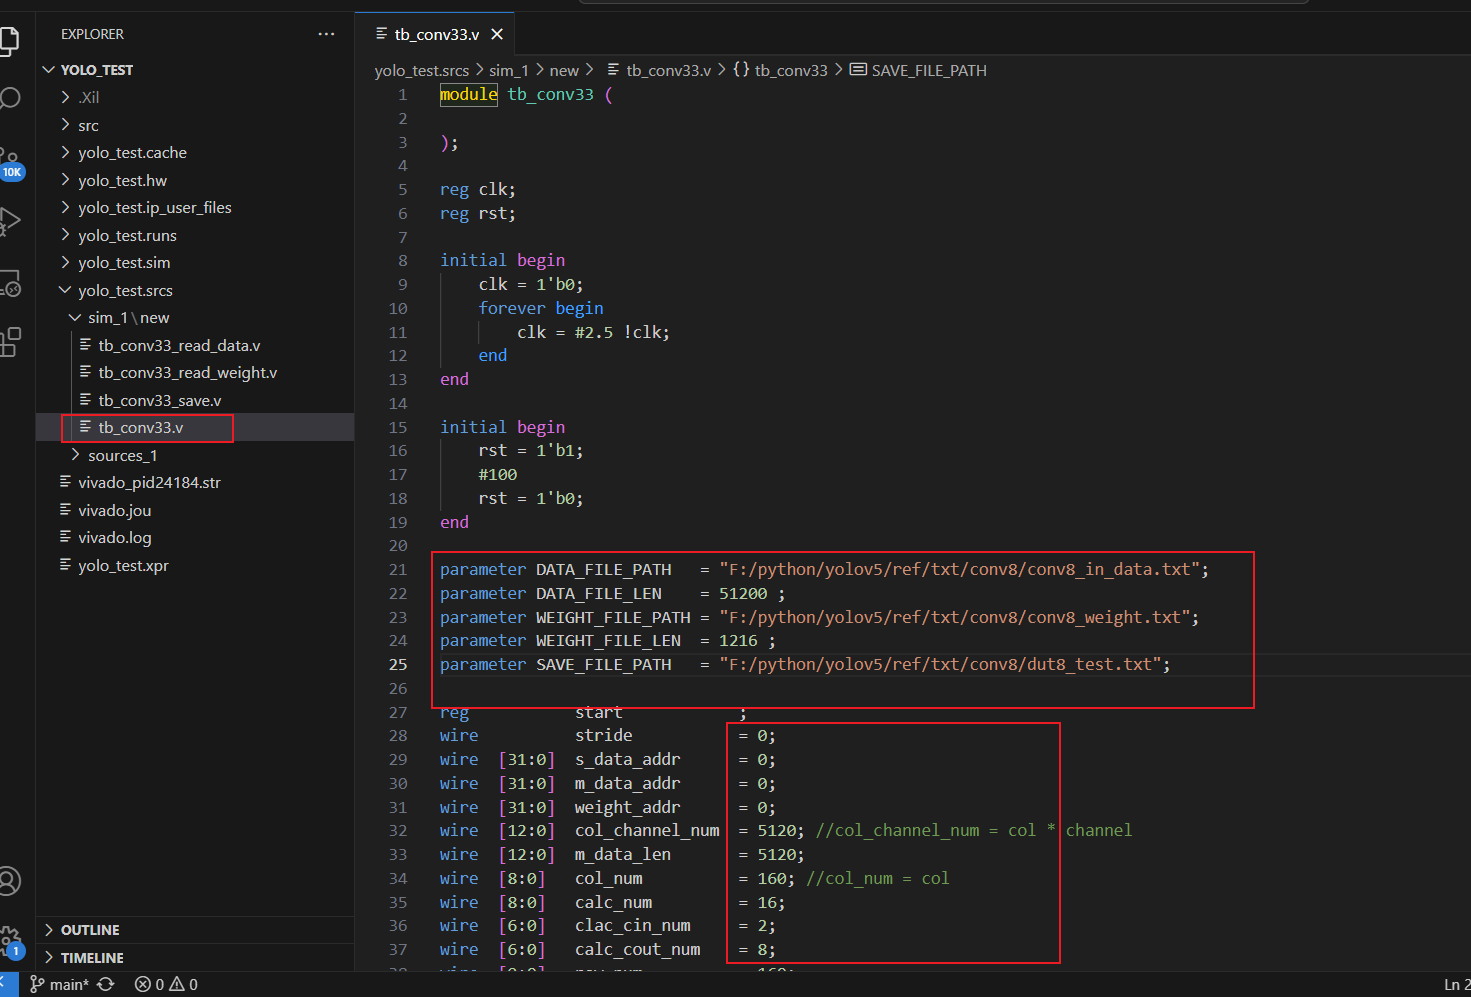 EXPLORER
YOLO_TEST
.Xil
src
yolo_test.cache
yolo_test.hw
yolo_test.ip_user_files
yolo_test.runs
yolo_test.sim
yolo_test.srcs
sim_1\new
tb_conv33_read_data.v
tb_conv33_read_weight.v
tb_conv33_save.v
tb_conv33.v
sources_1
vivado_pid24184.str
vivado.jou
vivado.log
yolo_test.xpr
OUTLINE
TIMELINE
10K
1
tb_conv33.v
yolo_test.srcs > sim_1 > new > tb_conv33.v > {} tb_conv33 > SAVE_FILE_PATH
1 module tb_conv33 (
2
3 );
4
5 reg clk;
6 reg rst;
7
8 initial begin
9 clk = 1'b0;
10 forever begin
11 clk = #2.5 !clk;
12 end
13 end
14
15 initial begin
16 rst = 1'b1;
17 #100
18 rst = 1'b0;
19 end
20
21 parameter DATA_FILE_PATH = "F:/python/yolov5/ref/txt/conv8/conv8_in_data.txt";
22 parameter DATA_FILE_LEN = 51200 ;
23 parameter WEIGHT_FILE_PATH = "F:/python/yolov5/ref/txt/conv8/conv8_weight.txt";
24 parameter WEIGHT_FILE_LEN = 1216 ;
25 parameter SAVE_FILE_PATH = "F:/python/yolov5/ref/txt/conv8/dut8_test.txt";
26
27 reg start ;
28 wire stride = 0;
29 wire [31:0] s_data_addr = 0;
30 wire [31:0] m_data_addr = 0;
31 wire [31:0] weight_addr = 0;
32 wire [12:0] col_channel_num = 5120; //col_channel_num = col * channel
33 wire [12:0] m_data_len = 5120;
34 wire [8:0] col_num = 160; //col_num = col
35 wire [8:0] calc_num = 16;
36 wire [6:0] clac_cin_num = 2;
37 wire [6:0] calc_cout_num = 8;
main* 0 0
Ln 2